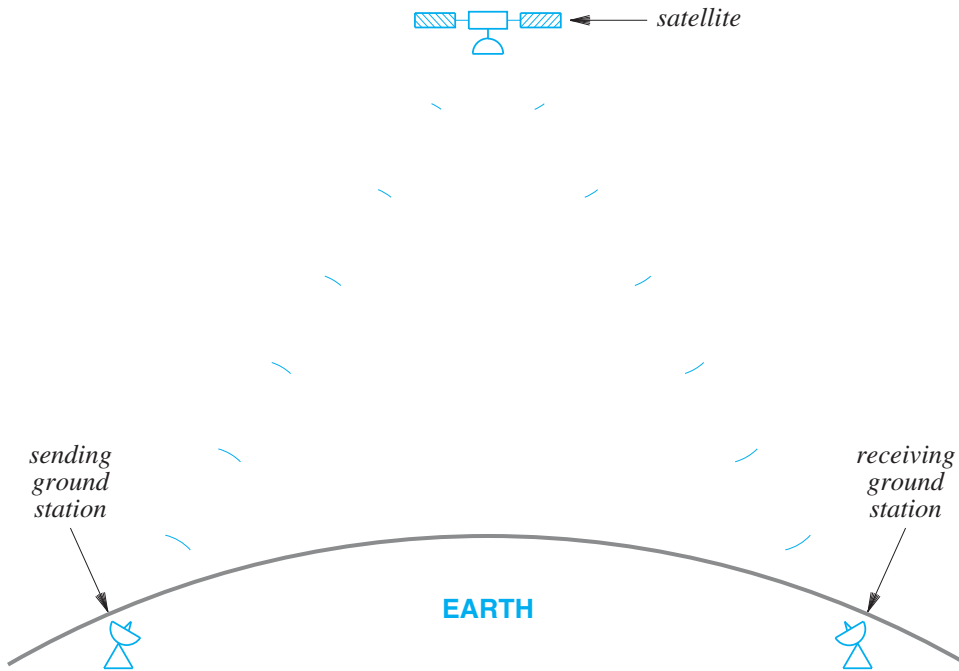 satellite
sending
ground
station
receiving
ground
station
EARTH